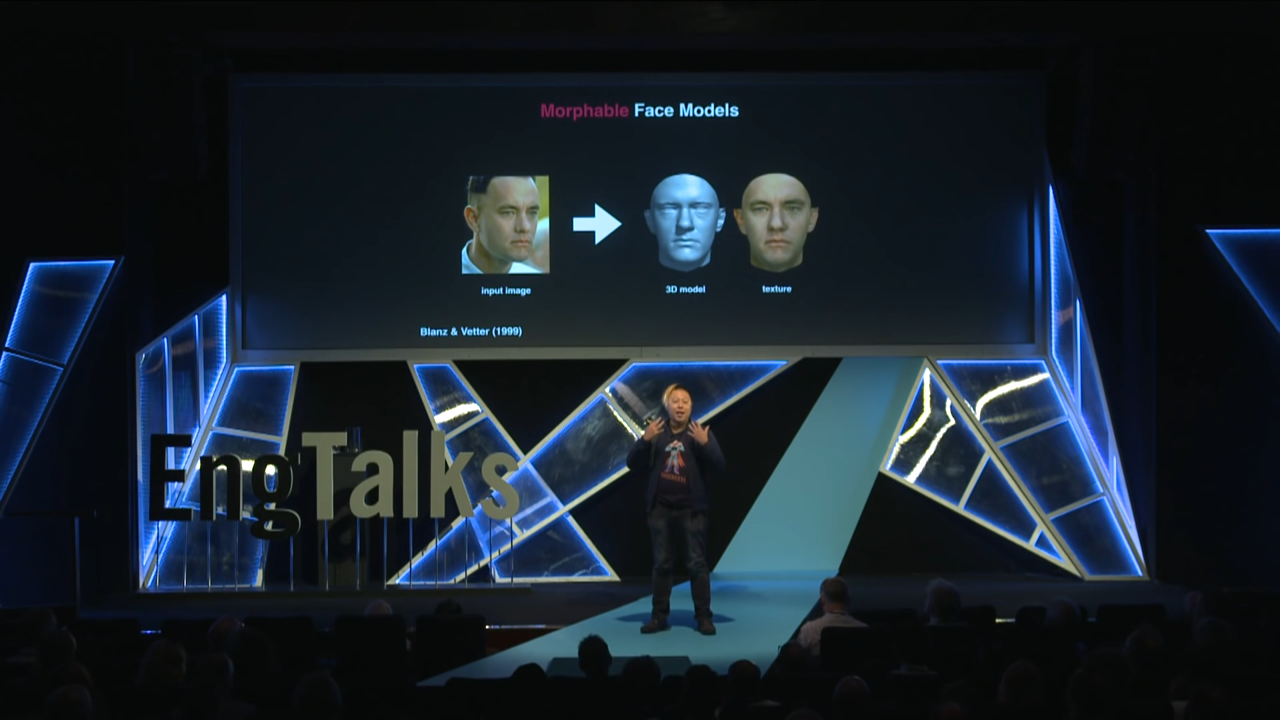 Morphable Face Models
input image
3D model
texture
Blanz & Vetter (1999)
EngTalks